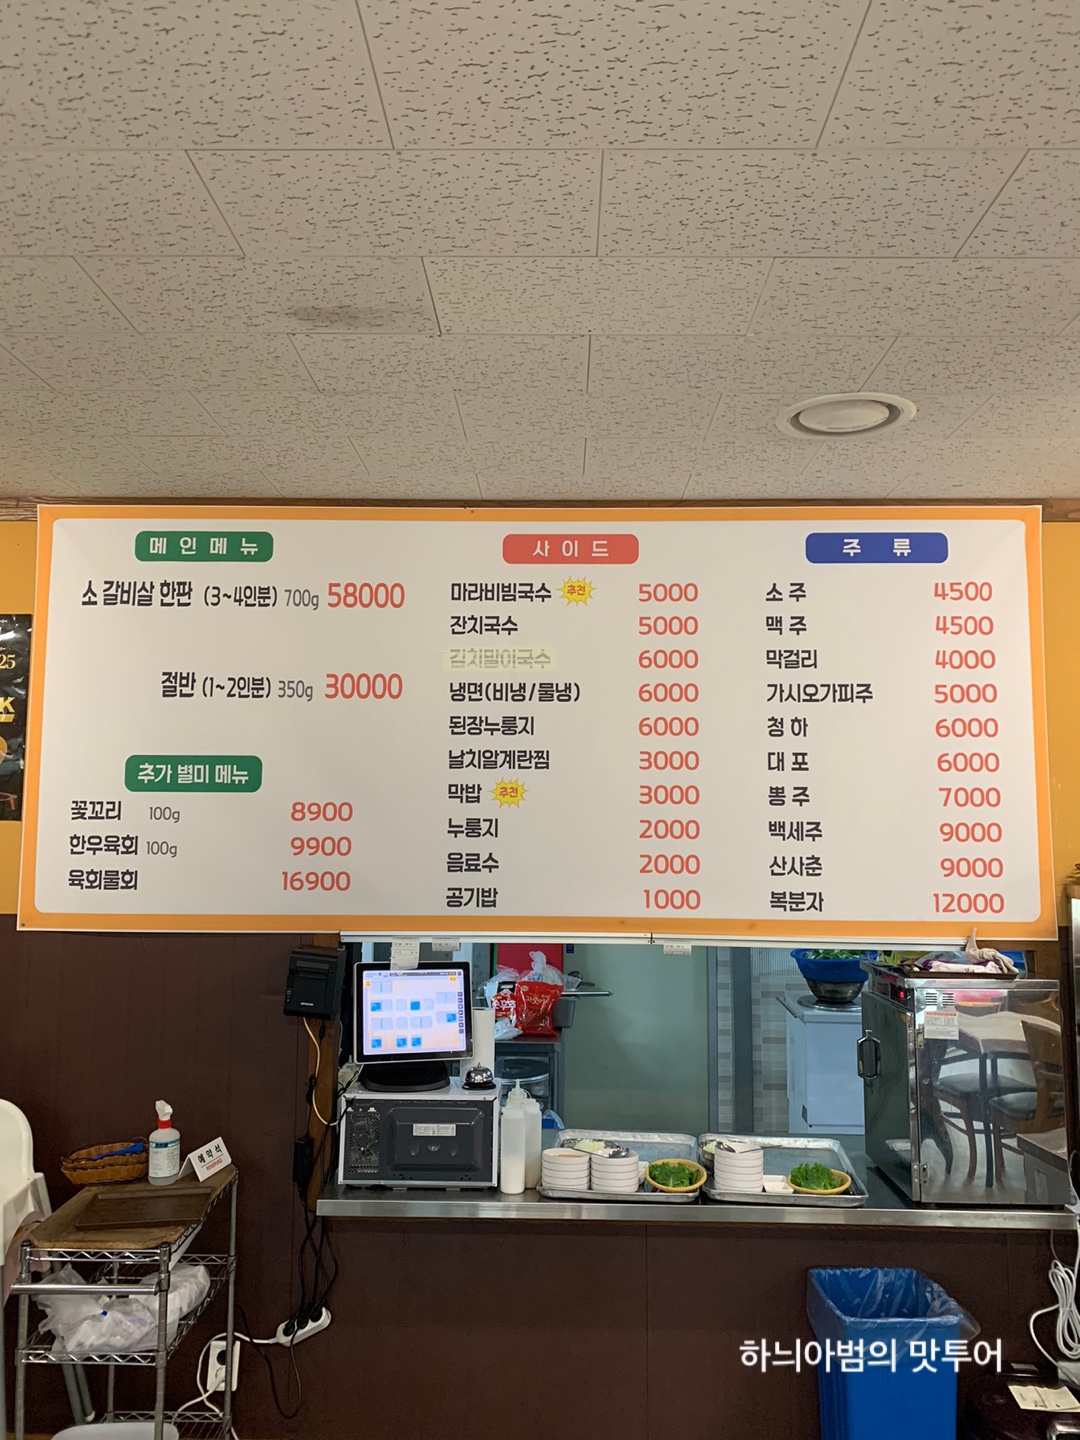 메인메뉴
소 갈비살 한판 (3~4인분) 700g 58000
절반 (1~2인분) 350g 30000
추가 별미 메뉴
꽃꼬리 100g 8900
한우육회 100g 9900
육회물회 16900
사이드
마라비빔국수 추천 5000
잔치국수 5000
김치말이국수 6000
냉면(비냉/물냉) 6000
된장누룽지 6000
날치알계란찜 3000
막밥 추천 3000
누룽지 2000
음료수 2000
공기밥 1000
주류
소주 4500
맥주 4500
막걸리 4000
가시오가피주 5000
청하 6000
대포 6000
뽕주 7000
백세주 9000
산사춘 9000
복분자 12000
25
K
예약석
RESERVED
하늬아범의 맛투어